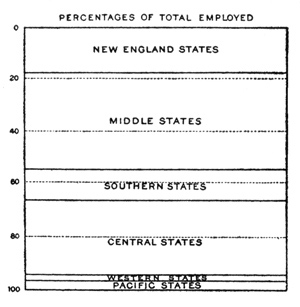 PERCENTAGES OF TOTAL EMPLOYED
0
NEW ENGLAND STATES
20
MIDDLE STATES
40
60
SOUTHERN STATES
80
CENTRAL STATES
WESTERN STATES
PACIFIC STATES
100